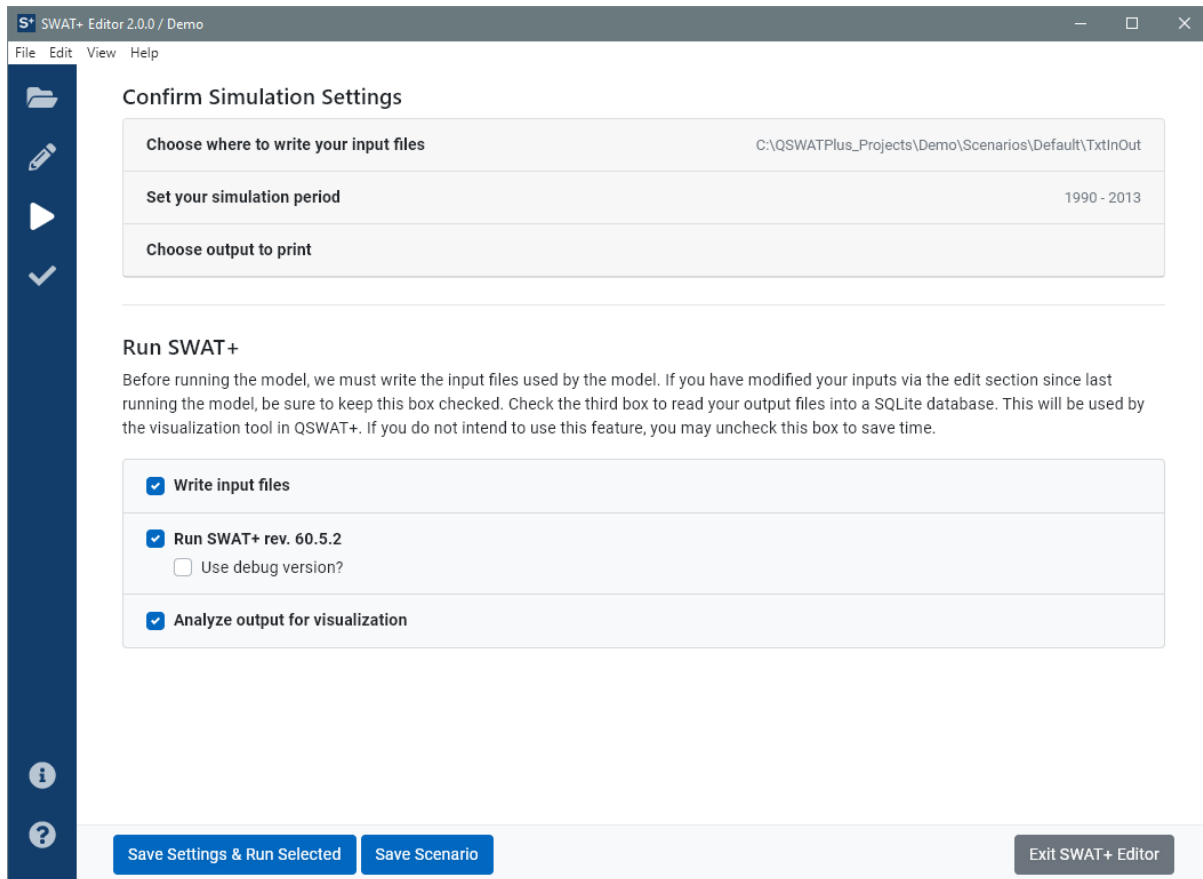 S+ SWAT+ Editor 2.0.0 / Demo
File Edit View Help
Confirm Simulation Settings
Choose where to write your input files C:\QSWATPlus_Projects\Demo\Scenarios\Default\TxtInOut
Set your simulation period 1990 - 2013
Choose output to print
Run SWAT+
Before running the model, we must write the input files used by the model. If you have modified your inputs via the edit section since last
running the model, be sure to keep this box checked. Check the third box to read your output files into a SQLite database. This will be used by
the visualization tool in QSWAT+. If you do not intend to use this feature, you may uncheck this box to save time.
Write input files
Run SWAT+ rev. 60.5.2
Use debug version?
Analyze output for visualization
Save Settings & Run Selected Save Scenario Exit SWAT+ Editor